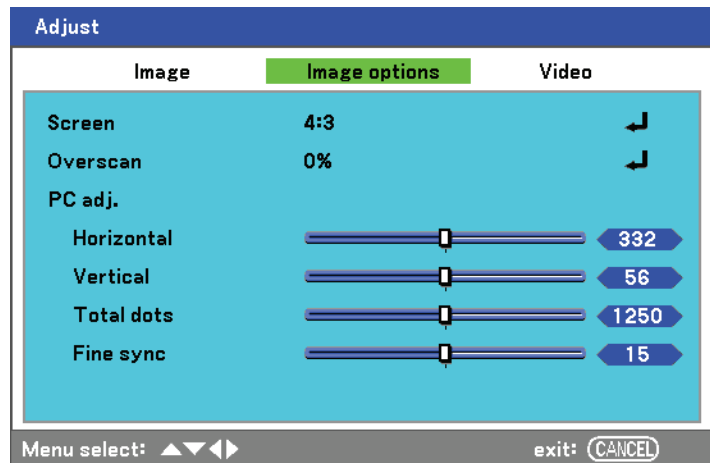 Adjust
Image Image options Video
Screen 4:3
Overscan 0%
PC adj.
Horizontal 332
Vertical 56
Total dots 1250
Fine sync 15
Menu select: ▲▼◀▶ exit: CANCEL